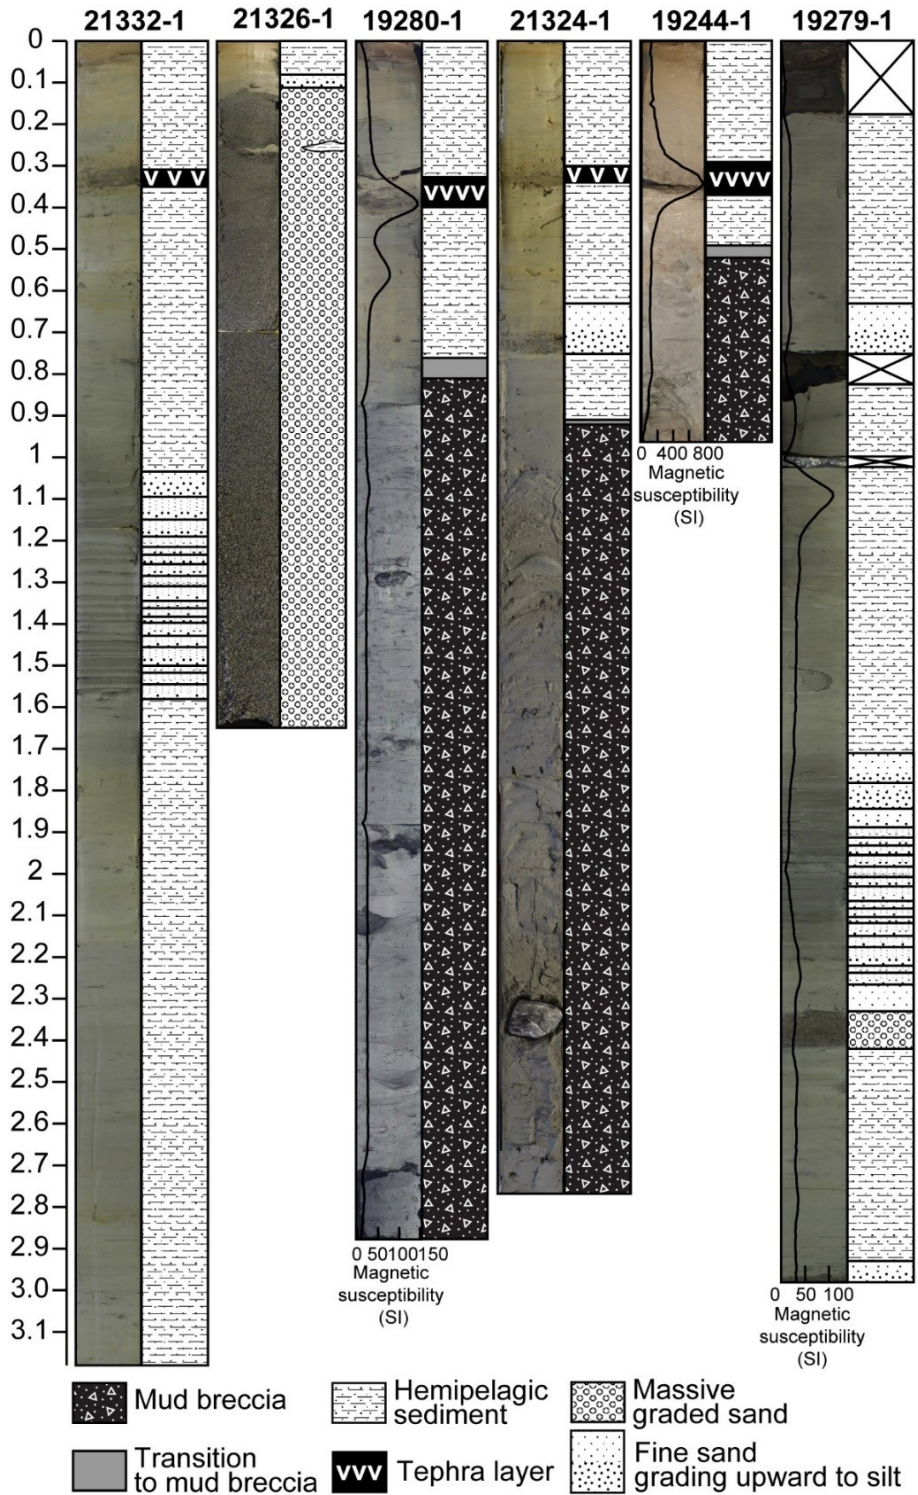 21332-1 21326-1 19280-1 21324-1 19244-1 19279-1
0
0.1
0.2
0.3
0.4
0.5
0.6
0.7
0.8
0.9
1
1.1
1.2
1.3
1.4
1.5
1.6
1.7
1.8
1.9
2
2.1
2.2
2.3
2.4
2.5
2.6
2.7
2.8
2.9
3.0
3.1
V V V
VVVV
V V V
VVVV
0 400 800
Magnetic
susceptibility
(SI)
0 50100150
Magnetic
susceptibility
(SI)
0 50 100
Magnetic
susceptibility
(SI)
Mud breccia
Hemipelagic
sediment
Massive
graded sand
Transition
to mud breccia
VVV
Tephra layer
Fine sand
grading upward to silt